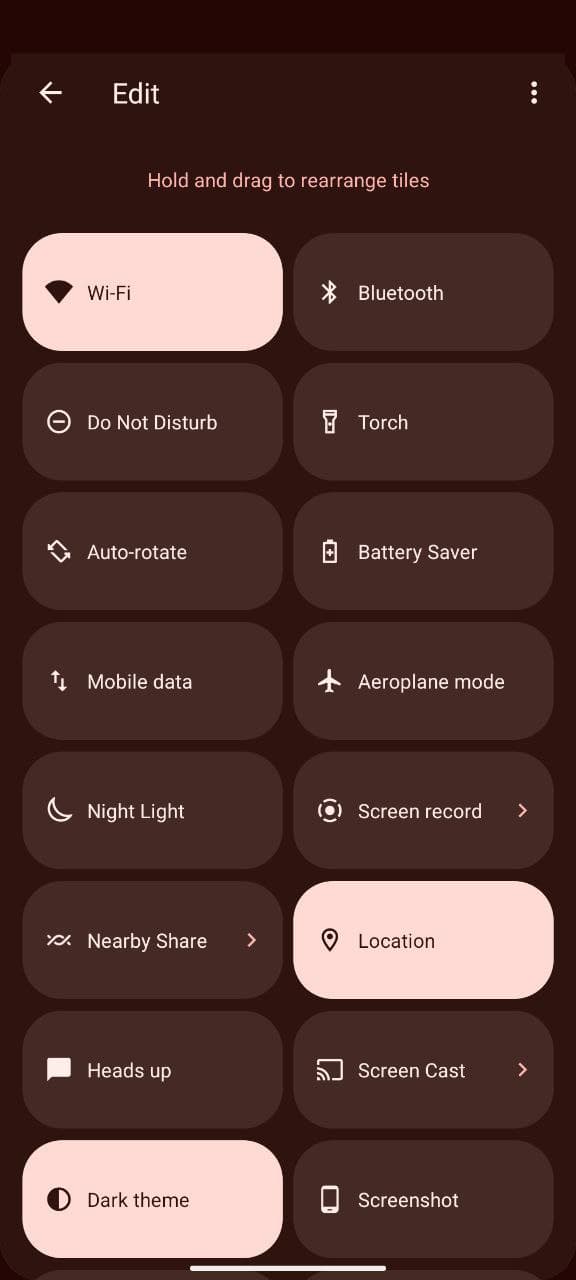 Edit
Hold and drag to rearrange tiles
Wi-Fi
Bluetooth
Do Not Disturb
Torch
Auto-rotate
Battery Saver
Mobile data
Aeroplane mode
Night Light
Screen record
Nearby Share
Location
Heads up
Screen Cast
Dark theme
Screenshot